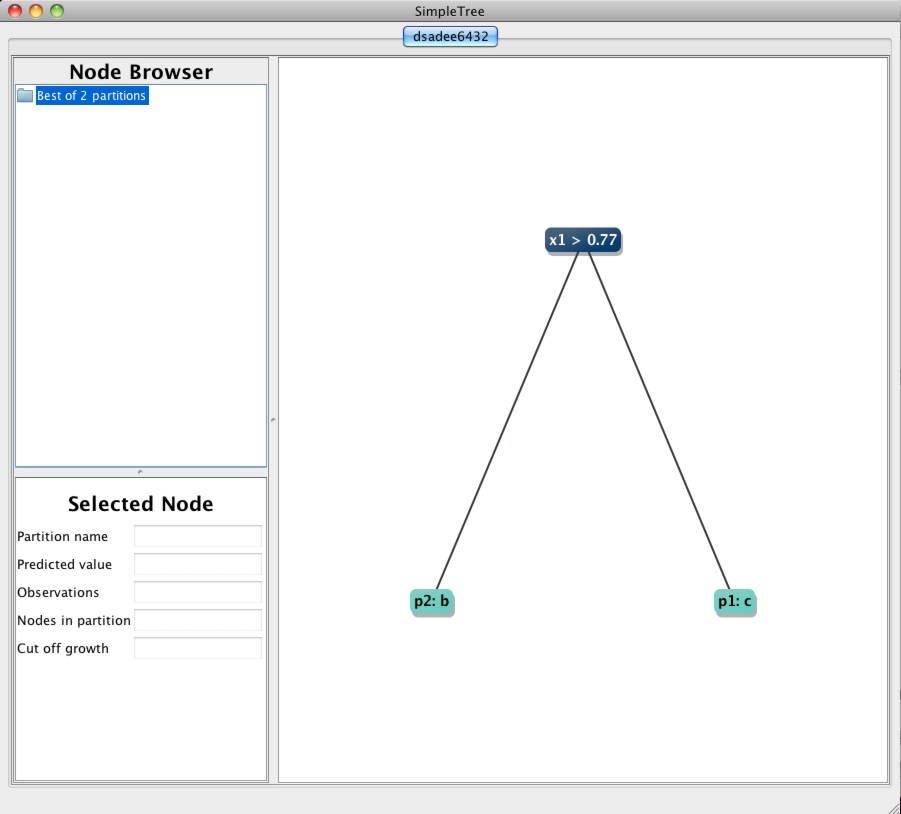 SimpleTree
dsadee6432
Node Browser
Best of 2 partitions
x1 > 0.77
p2: b
p1: c
Selected Node
Partition name
Predicted value
Observations
Nodes in partition
Cut off growth